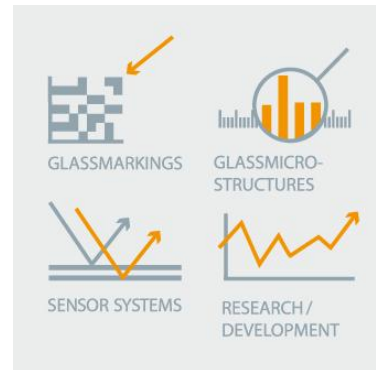 GLASSMARKINGS
GLASSMICRO-
STRUCTURES
SENSOR SYSTEMS
RESEARCH /
DEVELOPMENT